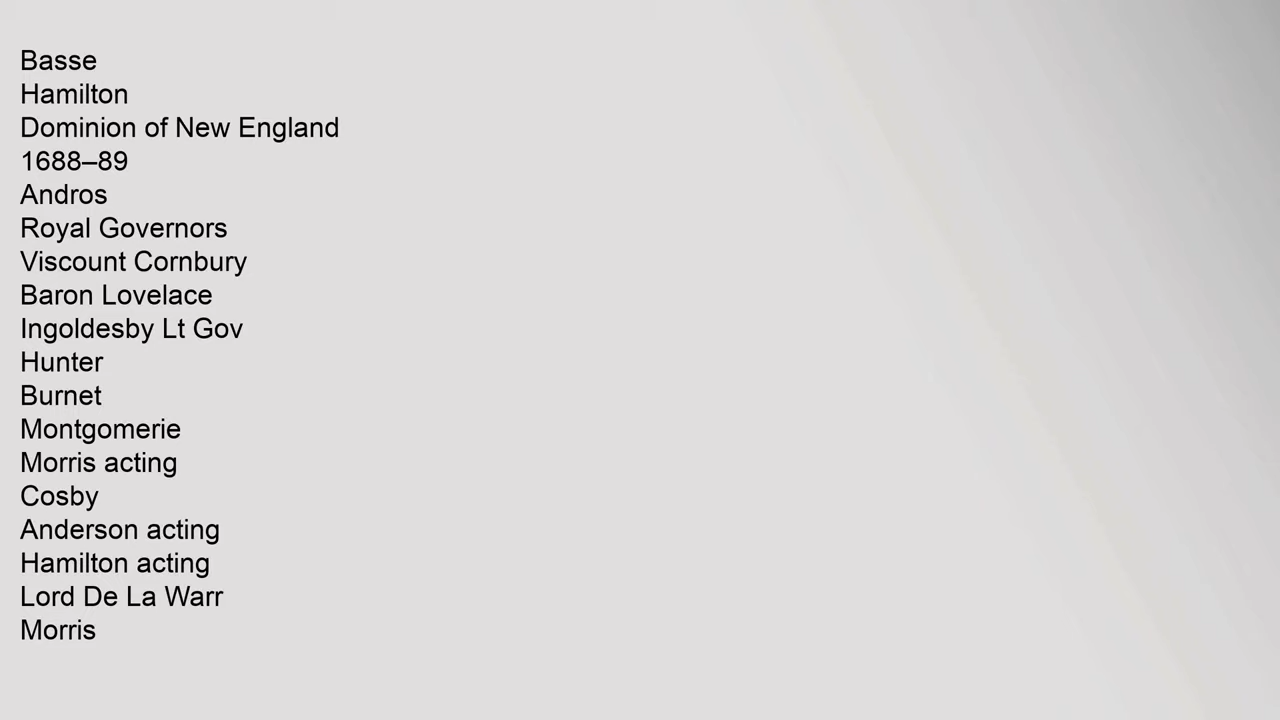 Basse
Hamilton
Dominion of New England
1688–89
Andros
Royal Governors
Viscount Cornbury
Baron Lovelace
Ingoldesby Lt Gov
Hunter
Burnet
Montgomerie
Morris acting
Cosby
Anderson acting
Hamilton acting
Lord De La Warr
Morris